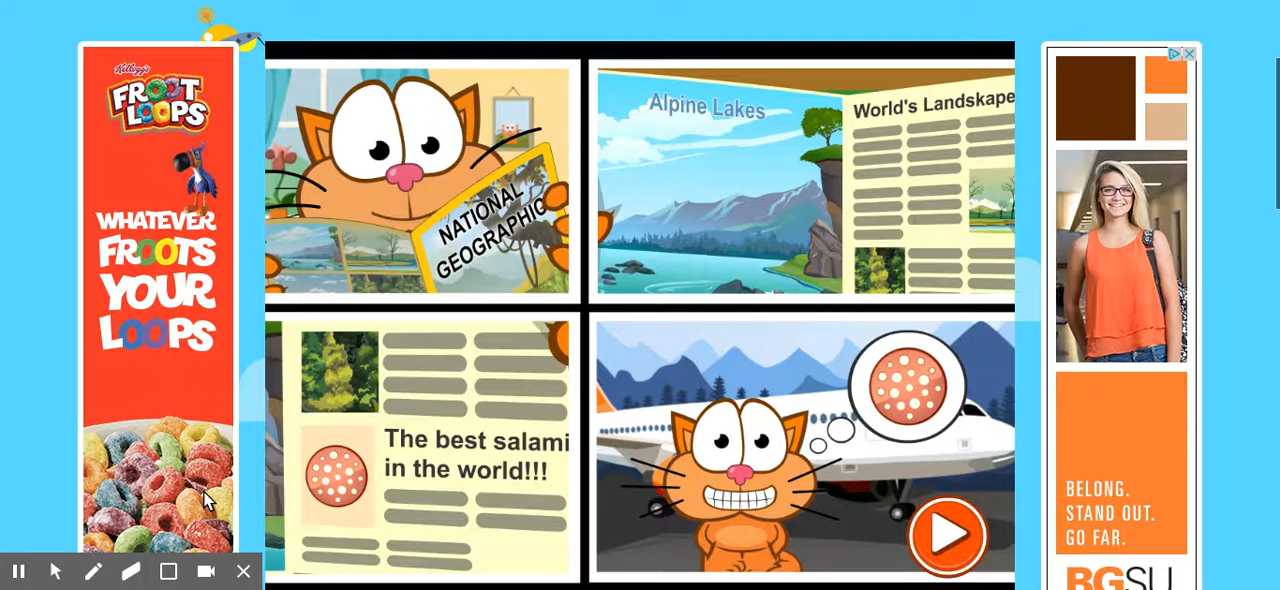 Kellogg's
FROOT
LOOPS
WHATEVER
FROOTS
YOUR
LOOPS
NATIONAL
GEOGRAPHIC
Alpine Lakes
World's Landscape
The best salami
in the world!!!
BELONG.
STAND OUT.
GO FAR.
BGSU